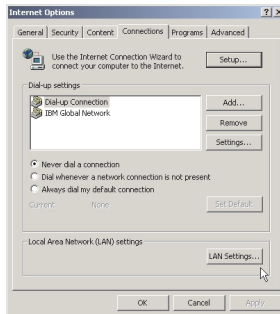 Internet Options
General
Security
Content
Connections
Programs
Advanced
Use the Internet Connection Wizard to
connect your computer to the Internet.
Setup...
Dial-up settings
Dial-up Connection
IBM Global Network
Add...
Remove
Settings...
Never dial a connection
Dial whenever a network connection is not present
Always dial my default connection
Current
None
Set Default
Local Area Network (LAN) settings
LAN Settings...
OK
Cancel
Apply